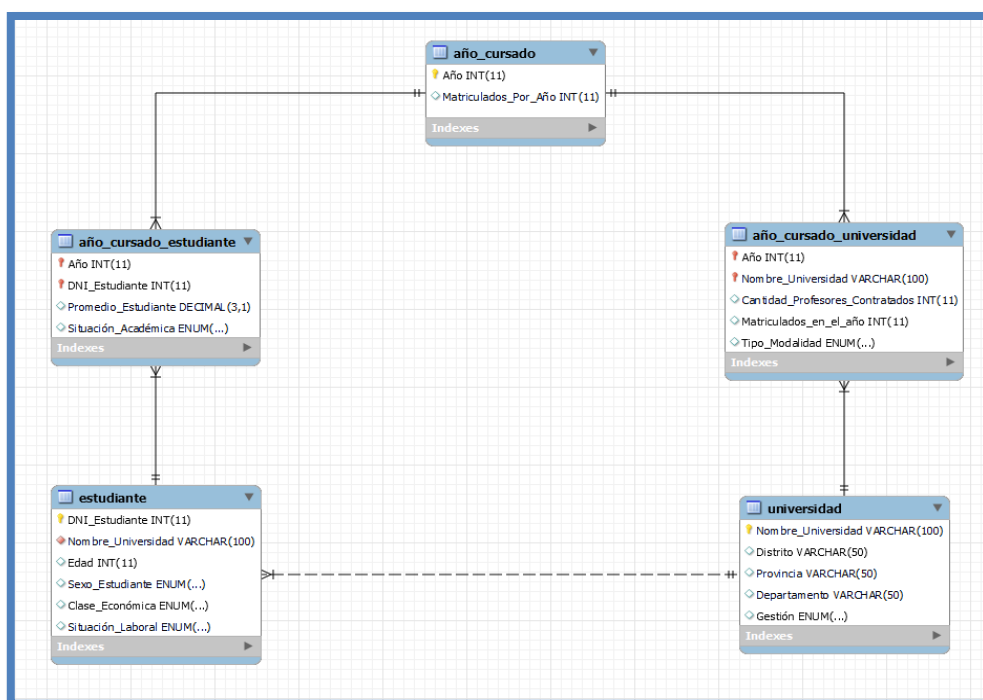 año_cursado
Año INT(11)
Matriculados_Por_Año INT(11)
Indexes
año_cursado_estudiante
Año INT(11)
DNI_Estudiante INT(11)
Promedio_Estudiante DECIMAL(3,1)
Situación_Académica ENUM(...)
Indexes
año_cursado_universidad
Año INT(11)
Nombre_Universidad VARCHAR(100)
Cantidad_Profesores_Contratados INT(11)
Matriculados_en_el_año INT(11)
Tipo_Modalidad ENUM(...)
Indexes
estudiante
DNI_Estudiante INT(11)
Nombre_Universidad VARCHAR(100)
Edad INT(11)
Sexo_Estudiante ENUM(...)
Clase_Económica ENUM(...)
Situación_Laboral ENUM(...)
Indexes
universidad
Nombre_Universidad VARCHAR(100)
Distrito VARCHAR(50)
Provincia VARCHAR(50)
Departamento VARCHAR(50)
Gestión ENUM(...)
Indexes